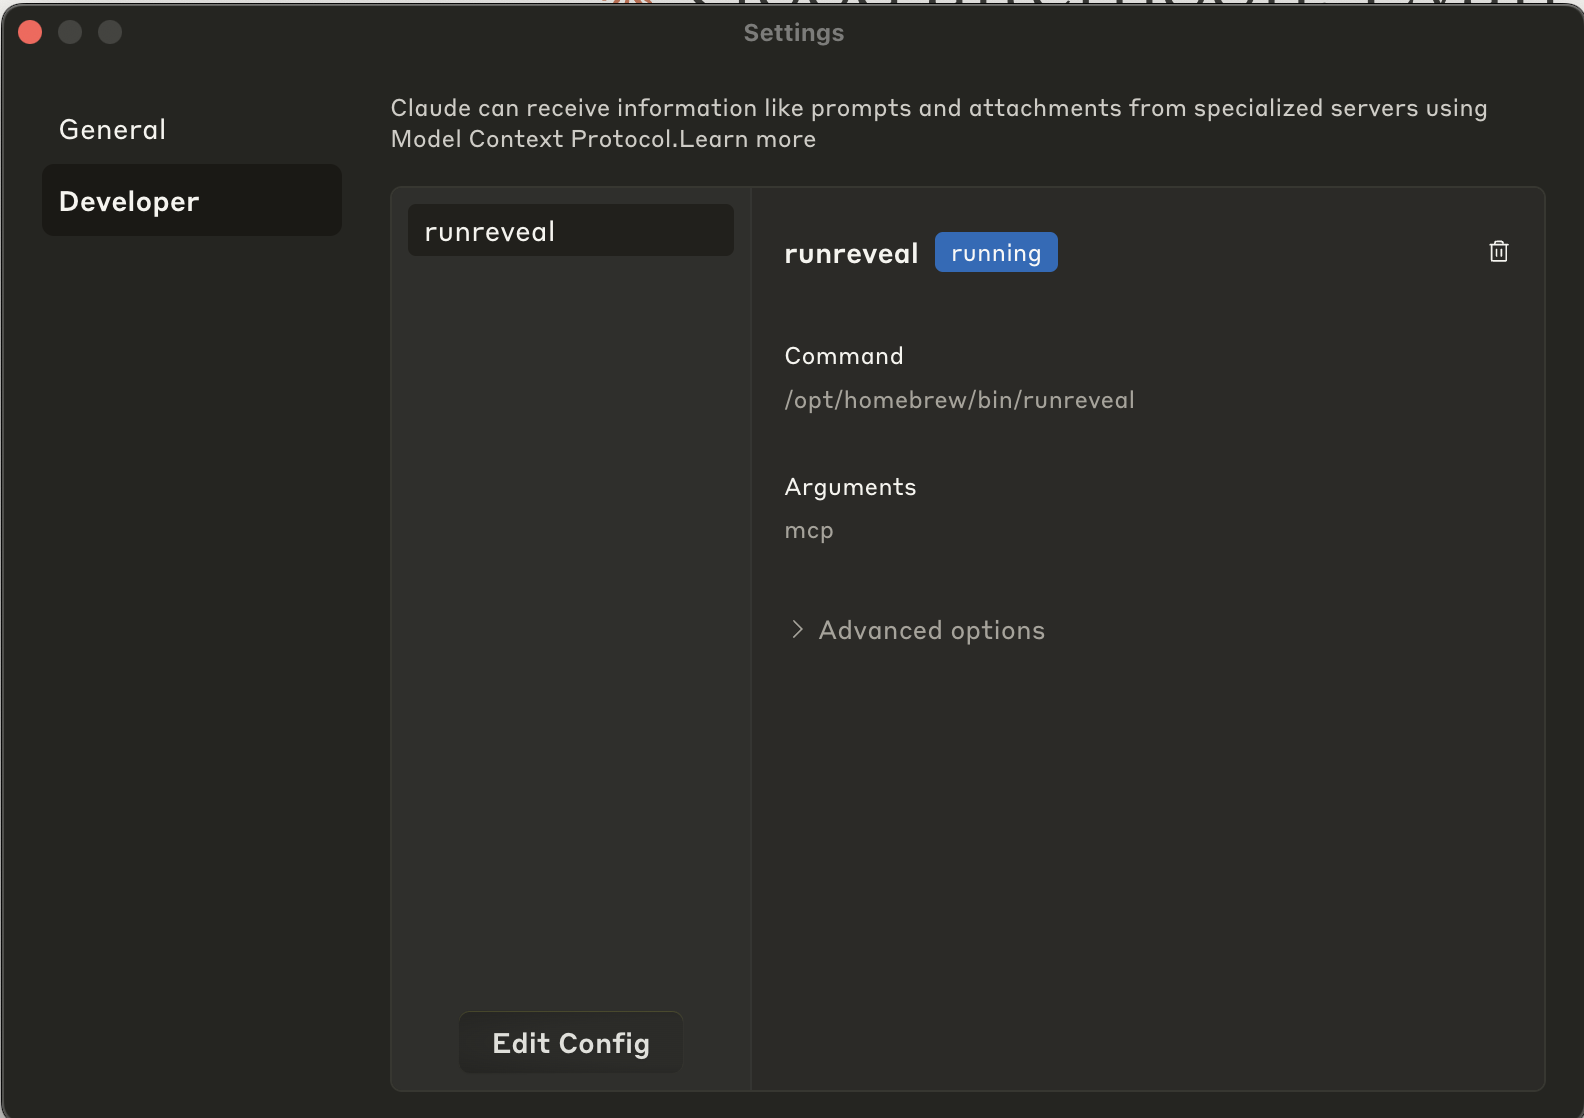 Settings
General
Developer
Claude can receive information like prompts and attachments from specialized servers using
Model Context Protocol.Learn more
runreveal
runreveal running
Command
/opt/homebrew/bin/runreveal
Arguments
mcp
Advanced options
Edit Config